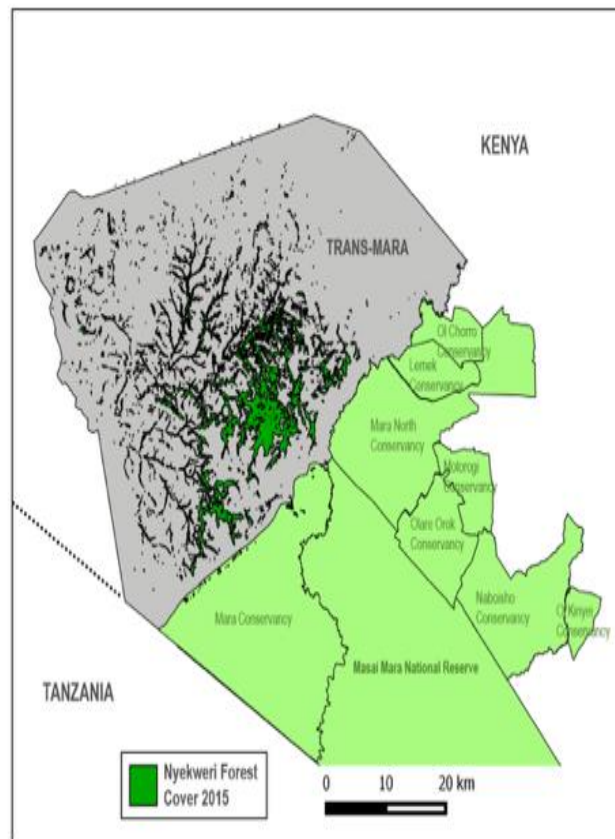 KENYA
TRANS-MARA
Ol Chorro
Conservancy
Lemek
Conservancy
Mara North
Conservancy
Motorogi
Conservancy
Olare Orok
Conservancy
Naboisho
Conservancy
Ol Kinyei
Conservancy
Mara Conservancy
Masai Mara National Reserve
TANZANIA
Nyekweri Forest
Cover 2015
0 10 20 km